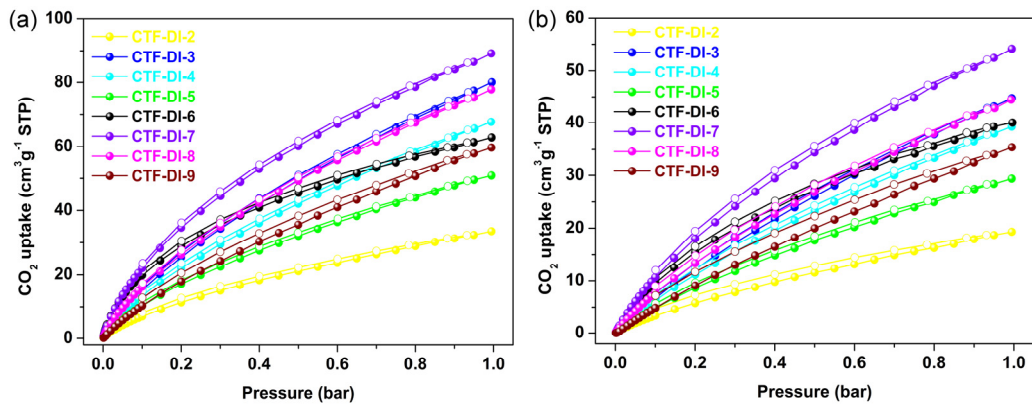 (a)
100
80
60
40
20
0
CO₂ uptake (cm³ g⁻¹ STP)
CTF-DI-2
CTF-DI-3
CTF-DI-4
CTF-DI-5
CTF-DI-6
CTF-DI-7
CTF-DI-8
CTF-DI-9
0.0 0.2 0.4 0.6 0.8 1.0
Pressure (bar)
(b)
60
50
40
30
20
10
0
CO₂ uptake (cm³ g⁻¹ STP)
CTF-DI-2
CTF-DI-3
CTF-DI-4
CTF-DI-5
CTF-DI-6
CTF-DI-7
CTF-DI-8
CTF-DI-9
0.0 0.2 0.4 0.6 0.8 1.0
Pressure (bar)